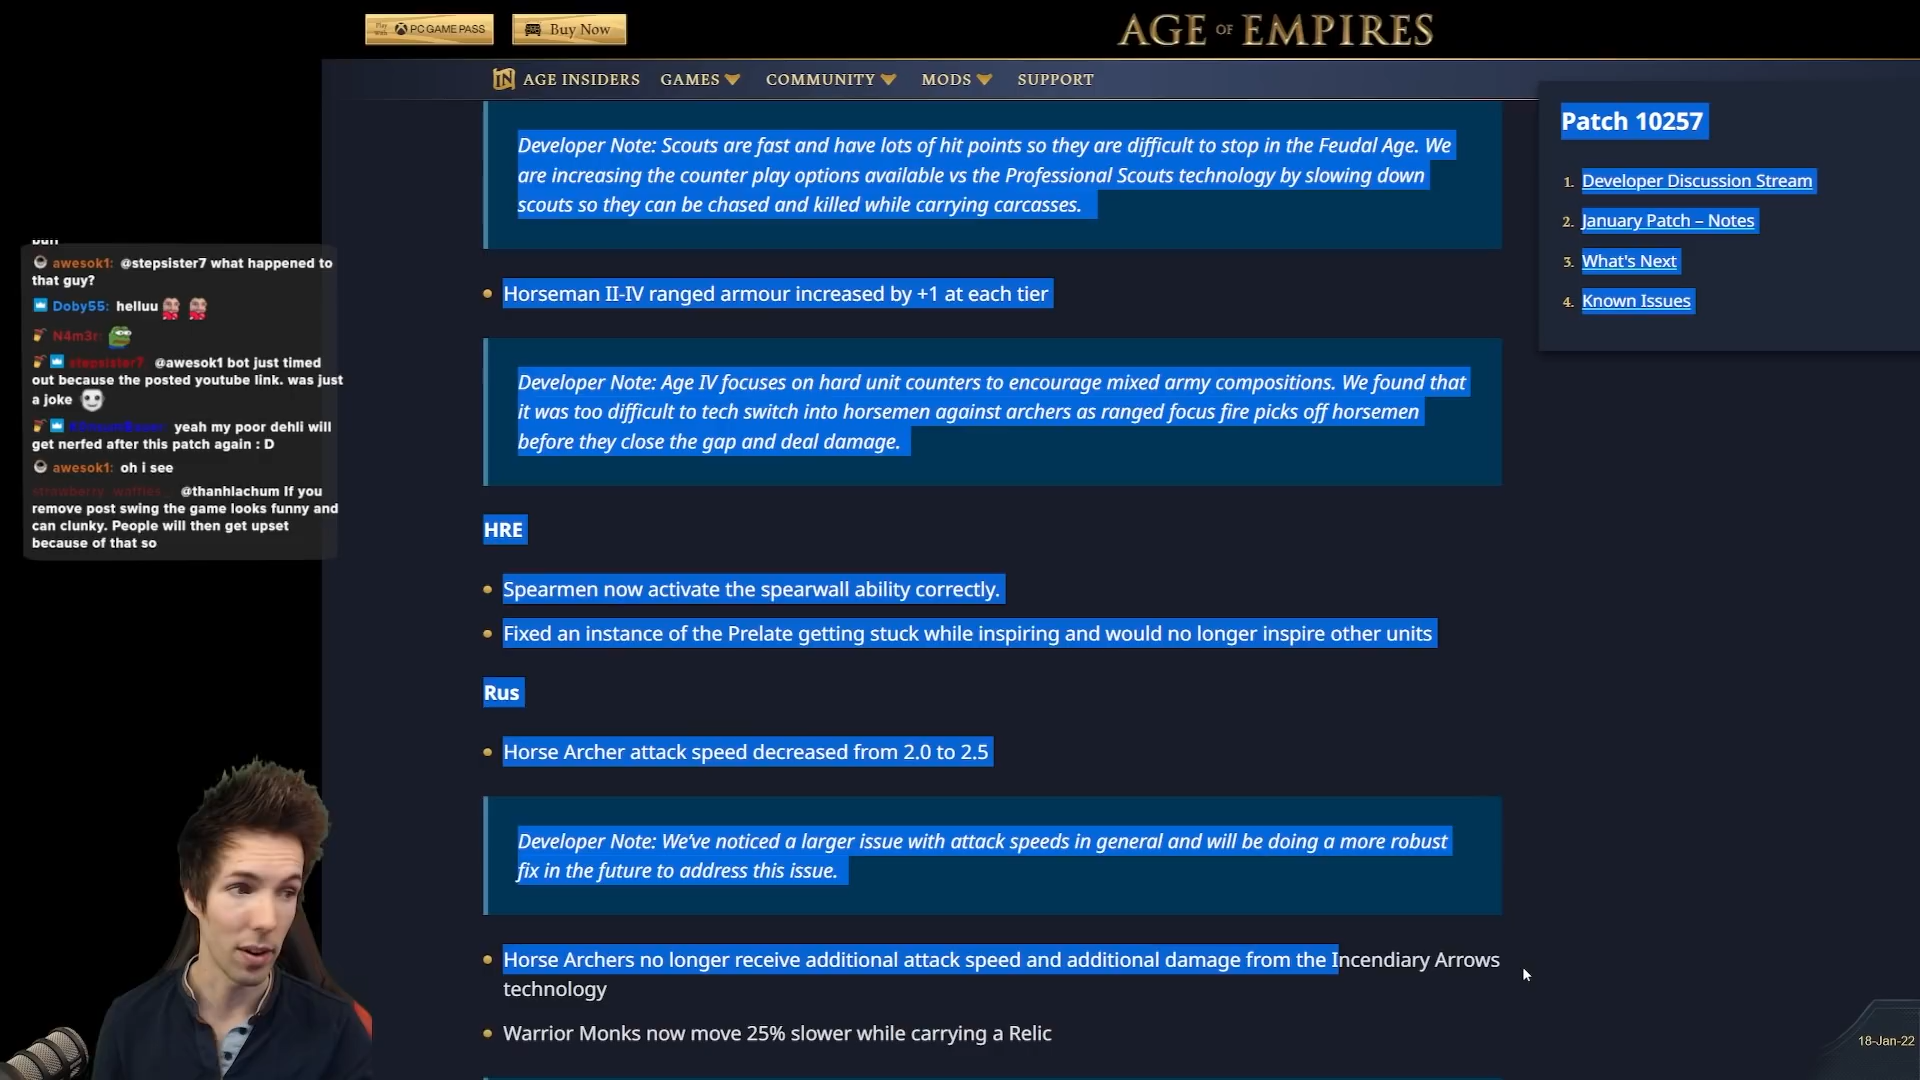 Play With PC GAME PASS
Buy Now
AGE OF EMPIRES
AGE INSIDERS GAMES COMMUNITY MODS SUPPORT
Developer Note: Scouts are fast and have lots of hit points so they are difficult to stop in the Feudal Age. We
are increasing the counter play options available vs the Professional Scouts technology by slowing down
scouts so they can be chased and killed while carrying carcasses.
Horseman II-IV ranged armour increased by +1 at each tier
Developer Note: Age IV focuses on hard unit counters to encourage mixed army compositions. We found that
it was too difficult to tech switch into horsemen against archers as ranged focus fire picks off horsemen
before they close the gap and deal damage.
HRE
Spearmen now activate the spearwall ability correctly.
Fixed an instance of the Prelate getting stuck while inspiring and would no longer inspire other units
Rus
Horse Archer attack speed decreased from 2.0 to 2.5
Developer Note: We've noticed a larger issue with attack speeds in general and will be doing a more robust
fix in the future to address this issue.
Horse Archers no longer receive additional attack speed and additional damage from the Incendiary Arrows
technology
Warrior Monks now move 25% slower while carrying a Relic
Patch 10257
1. Developer Discussion Stream
2. January Patch – Notes
3. What's Next
4. Known Issues
awesok1: @stepsister7 what happened to
that guy?
Doby55: helluu
N4m3r:
stepsister7 @awesok1 bot just timed
out because the posted youtube link. was just
a joke
yeah my poor dehli will
get nerfed after this patch again : D
awesok1: oh i see
strawberry_waffles_ @thanhlachum If you
remove post swing the game looks funny and
can clunky. People will then get upset
because of that so
18-Jan-22